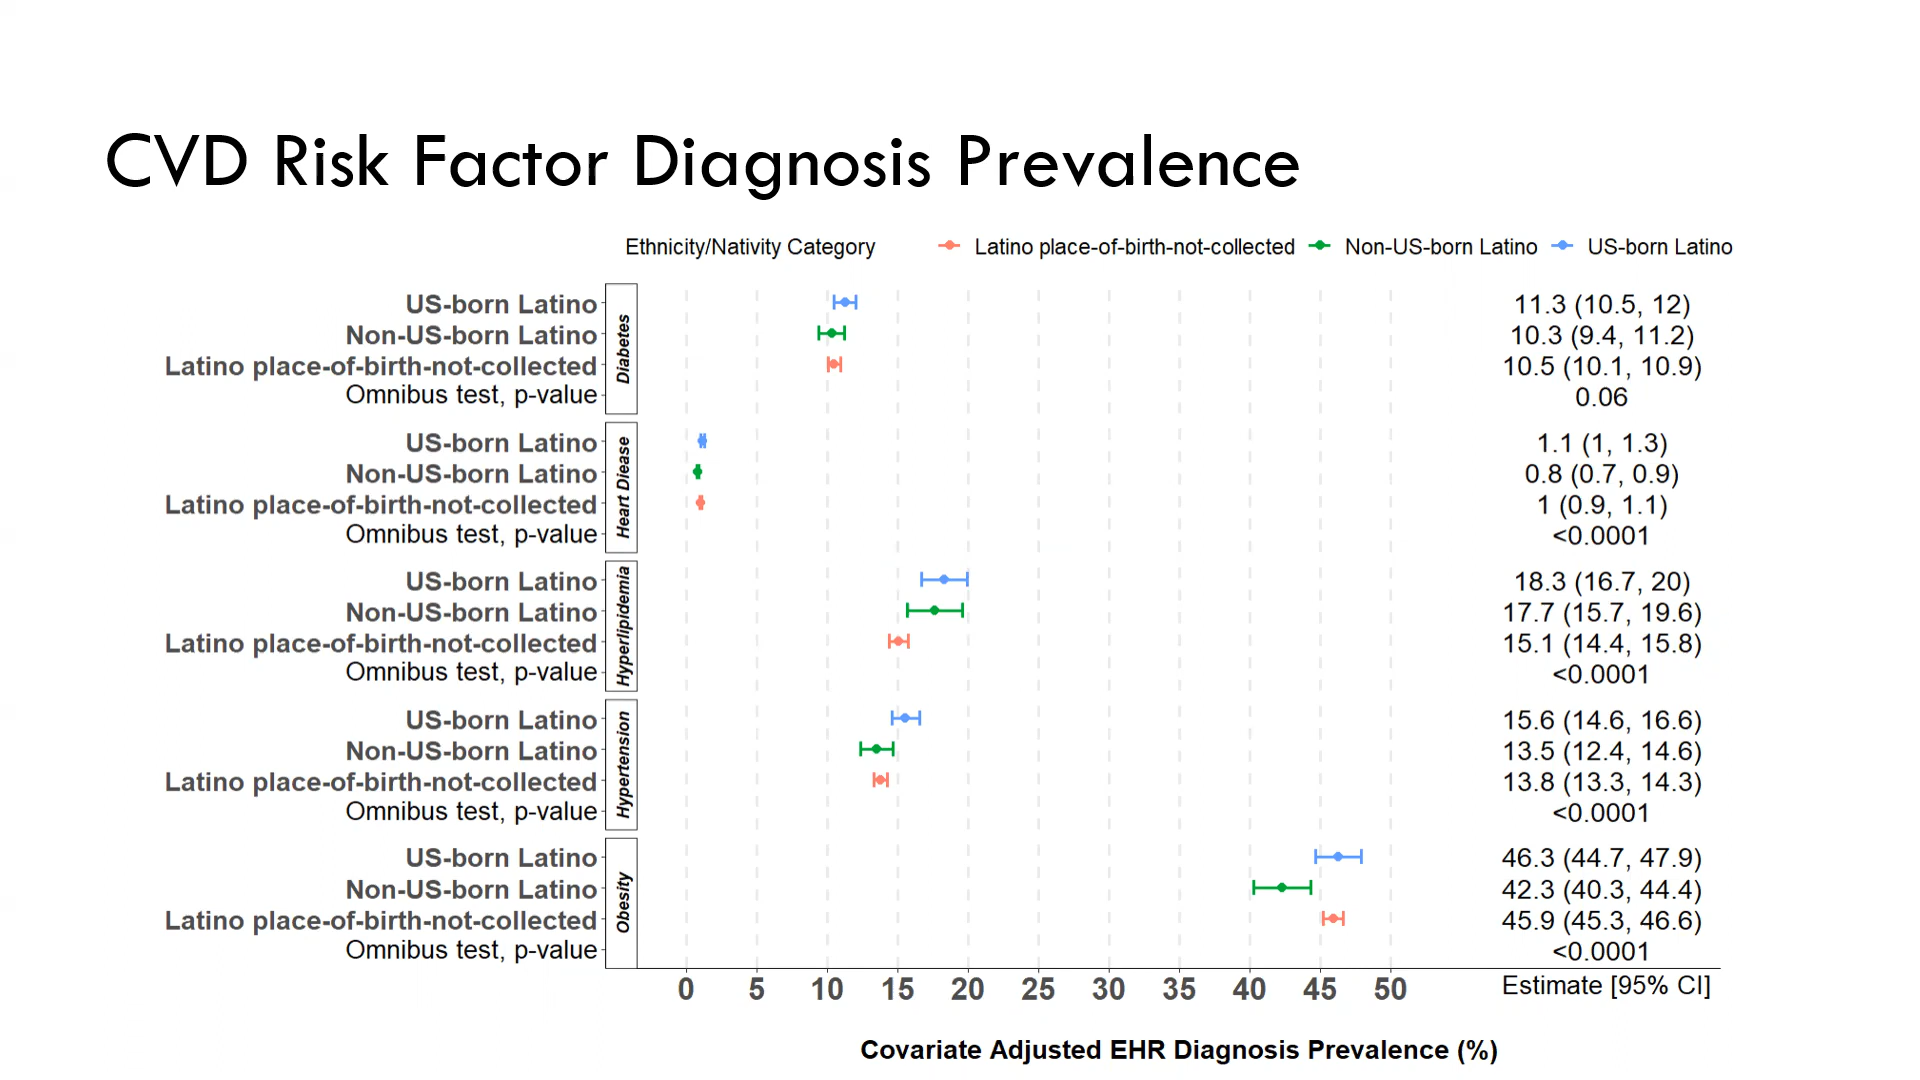 CVD Risk Factor Diagnosis Prevalence
Ethnicity/Nativity Category Latino place-of-birth-not-collected Non-US-born Latino US-born Latino
Diabetes
US-born Latino 11.3 (10.5, 12)
Non-US-born Latino 10.3 (9.4, 11.2)
Latino place-of-birth-not-collected 10.5 (10.1, 10.9)
Omnibus test, p-value 0.06
Heart Diease
US-born Latino 1.1 (1, 1.3)
Non-US-born Latino 0.8 (0.7, 0.9)
Latino place-of-birth-not-collected 1 (0.9, 1.1)
Omnibus test, p-value <0.0001
Hyperlipidemia
US-born Latino 18.3 (16.7, 20)
Non-US-born Latino 17.7 (15.7, 19.6)
Latino place-of-birth-not-collected 15.1 (14.4, 15.8)
Omnibus test, p-value <0.0001
Hypertension
US-born Latino 15.6 (14.6, 16.6)
Non-US-born Latino 13.5 (12.4, 14.6)
Latino place-of-birth-not-collected 13.8 (13.3, 14.3)
Omnibus test, p-value <0.0001
Obesity
US-born Latino 46.3 (44.7, 47.9)
Non-US-born Latino 42.3 (40.3, 44.4)
Latino place-of-birth-not-collected 45.9 (45.3, 46.6)
Omnibus test, p-value <0.0001
0 5 10 15 20 25 30 35 40 45 50 Estimate [95% CI]
Covariate Adjusted EHR Diagnosis Prevalence (%)